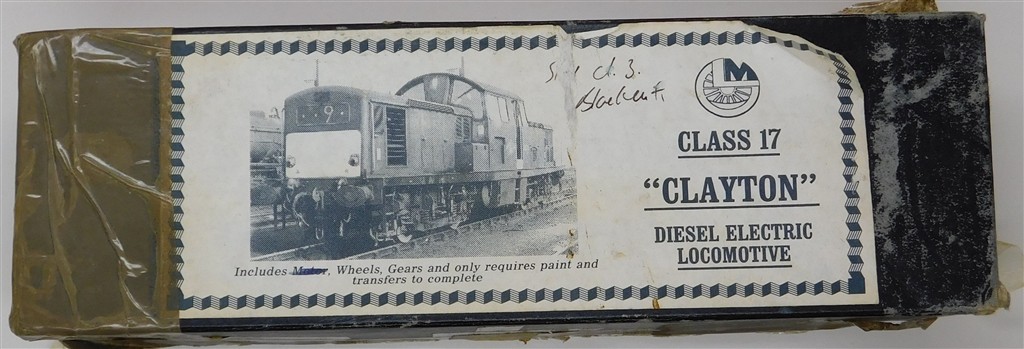 9
LM
CLASS 17
"CLAYTON"
DIESEL ELECTRIC
LOCOMOTIVE
Includes Motor, Wheels, Gears and only requires paint and
transfers to complete